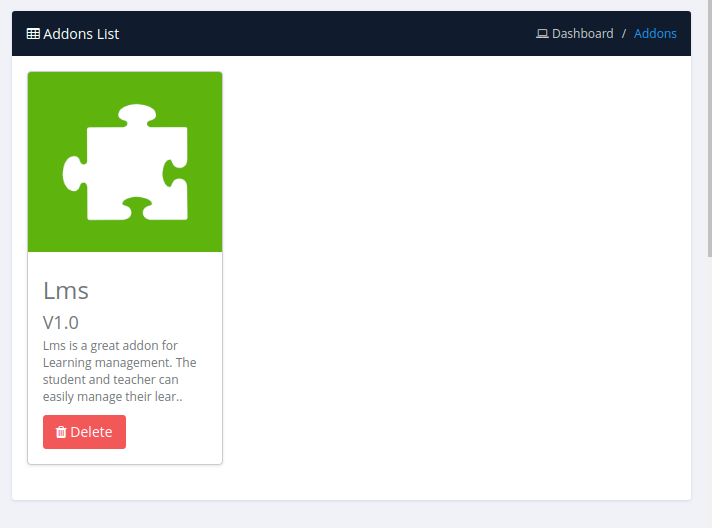 Addons List
Dashboard / Addons
Lms
V1.0
Lms is a great addon for
Learning management. The
student and teacher can
easily manage their lear..
Delete